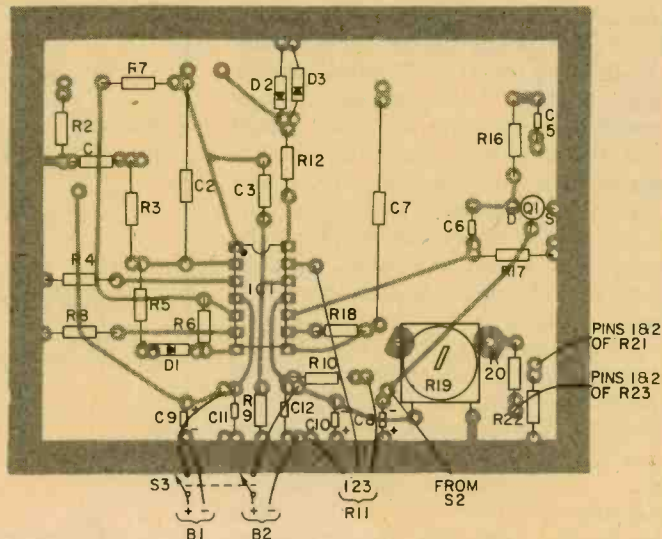 R7
D2
D3
R2
C
R12
R16
C
5
R3
C2
C3
C7
C6
D
Q1
S
R4
IC1
R17
R5
R8
R6
R18
PINS 1&2
OF R21
D1
R10
R19
20
PINS 1&2
OF R23
C9
C11
R
9
C12
C10
C8
R22
- + +
S3
123
FROM
S2
+ -
+ -
R11
B1
B2